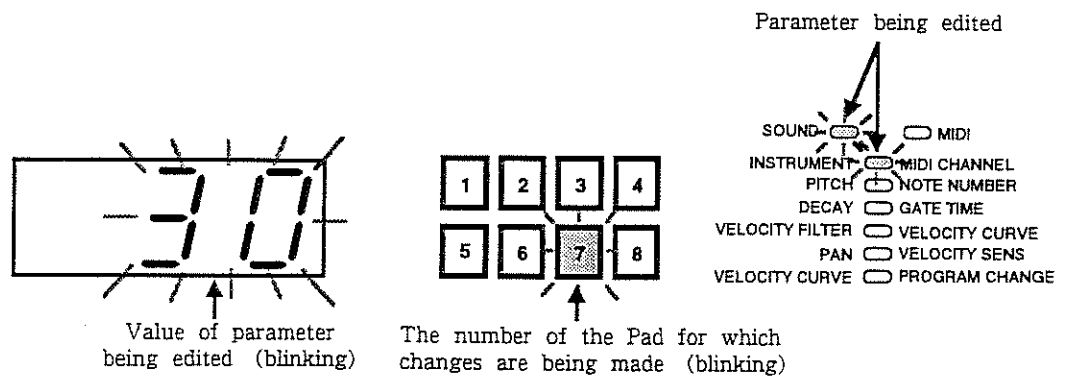 Parameter being edited
SOUND MIDI
INSTRUMENT MIDI CHANNEL
PITCH NOTE NUMBER
DECAY GATE TIME
VELOCITY FILTER VELOCITY CURVE
PAN VELOCITY SENS
VELOCITY CURVE PROGRAM CHANGE
30
1 2 3 4
5 6 7 8
Value of parameter
being edited (blinking)
The number of the Pad for which
changes are being made (blinking)